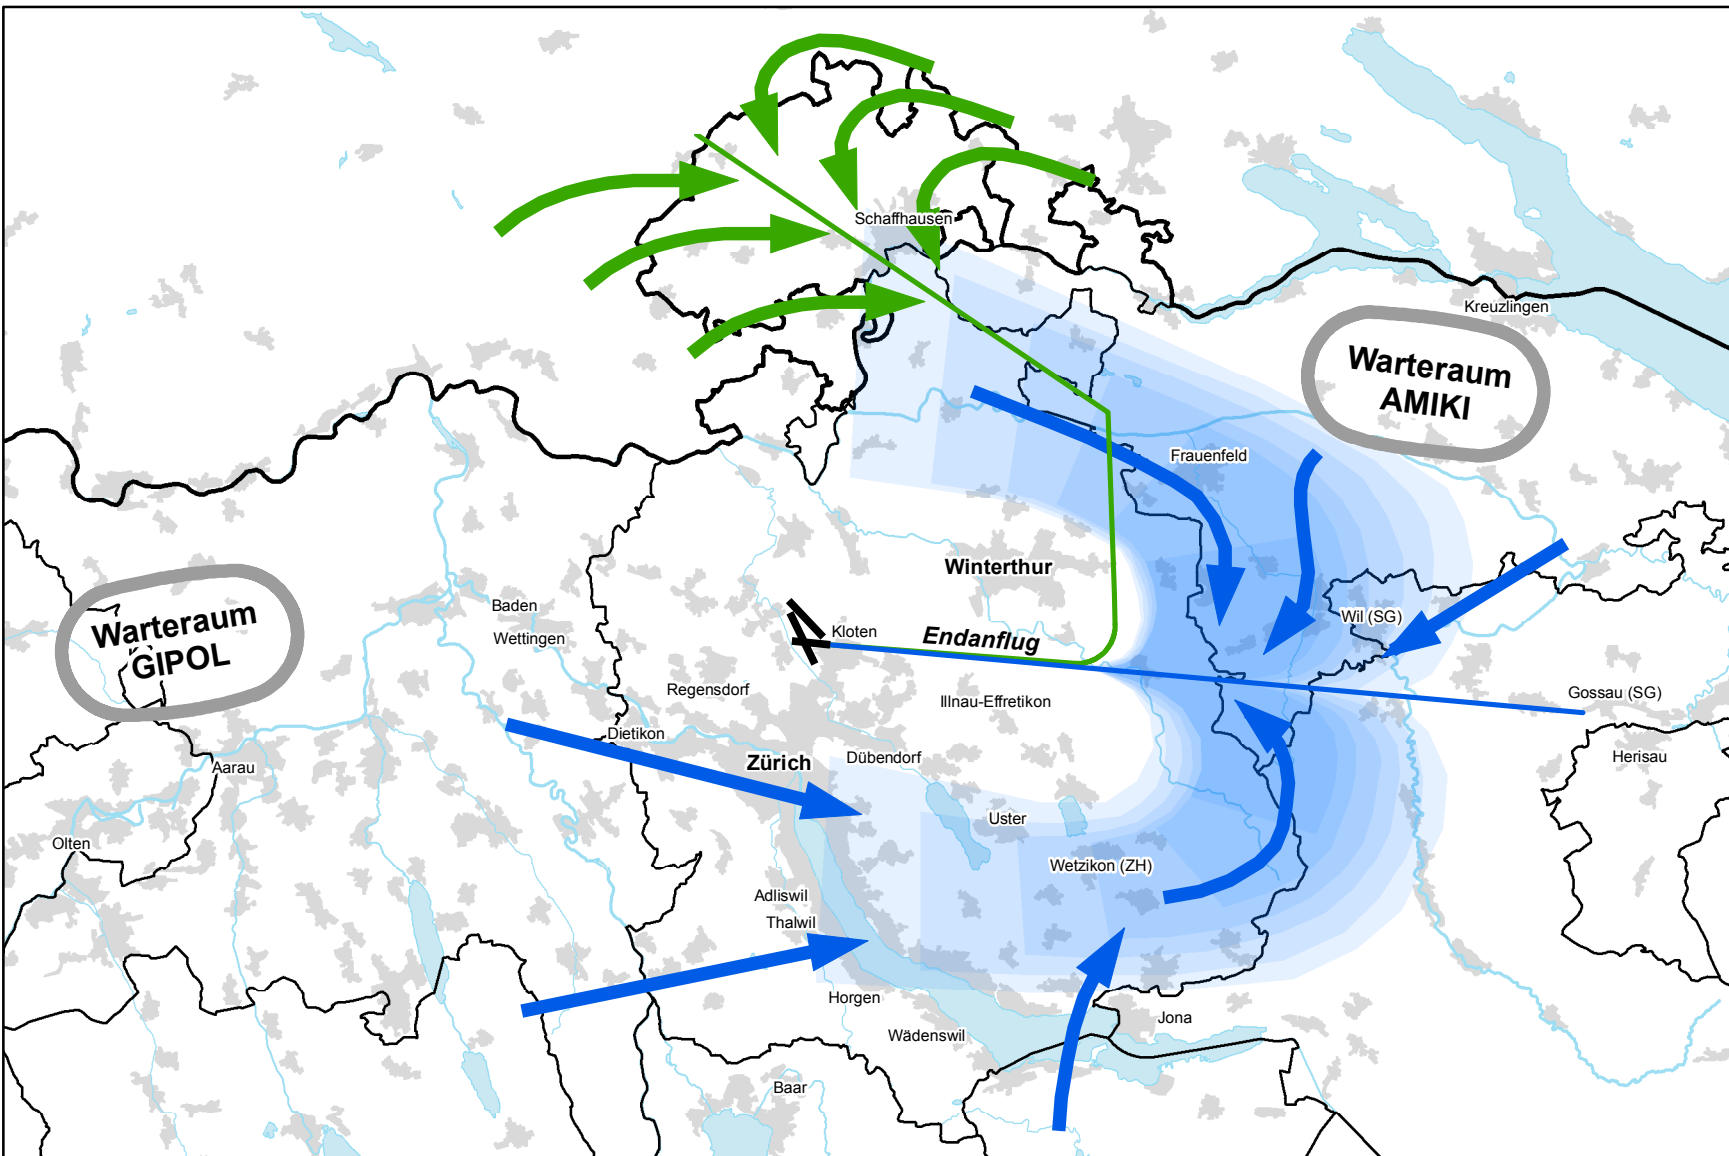 Schaffhausen
Kreuzlingen
Warteraum
AMIKI
Frauenfeld
Winterthur
Warteraum
GIPOL
Baden
Wettingen
Kloten
Endanflug
Wil (SG)
Regensdorf
Illnau-Effretikon
Gossau (SG)
Dietikon
Zürich
Dübendorf
Herisau
Aarau
Uster
Olten
Wetzikon (ZH)
Adliswil
Thalwil
Horgen
Jona
Wädenswil
Baar